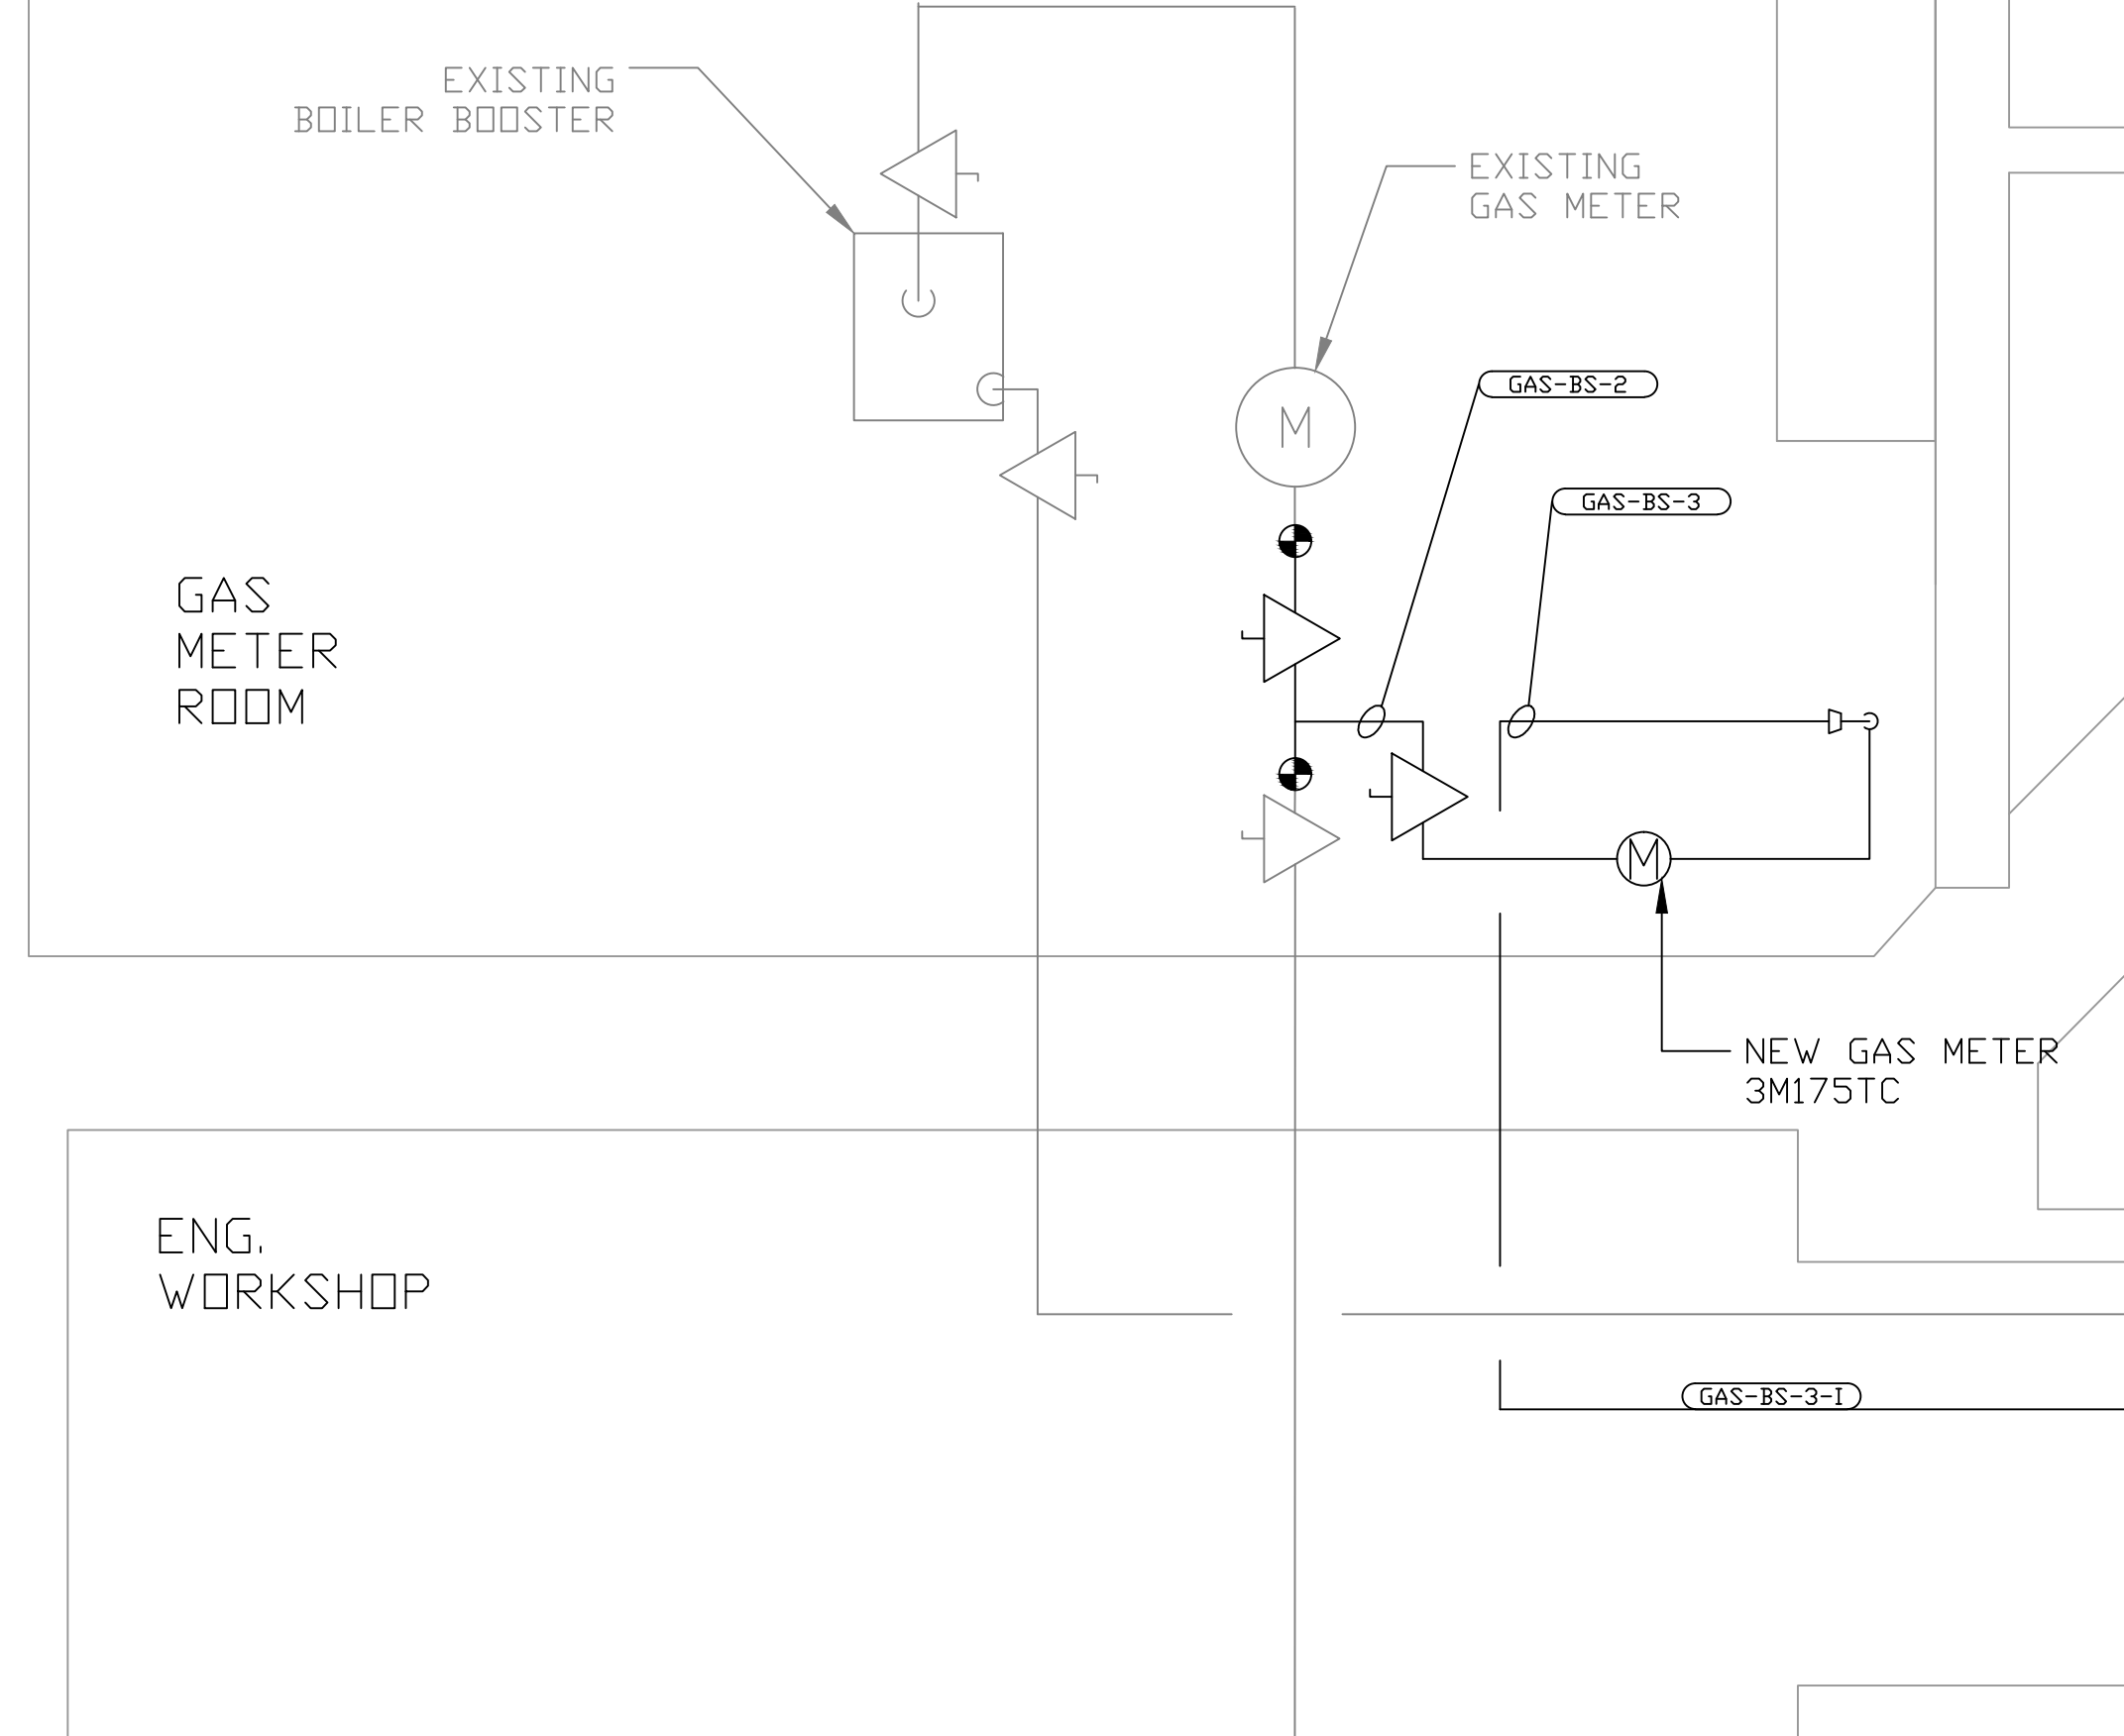 EXISTING
BOILER BOOSTER
EXISTING
GAS METER
GAS-BS-2
M
GAS-BS-3
GAS
METER
ROOM
M
NEW GAS METER
3M175TC
ENG.
WORKSHOP
GAS-BS-3-I